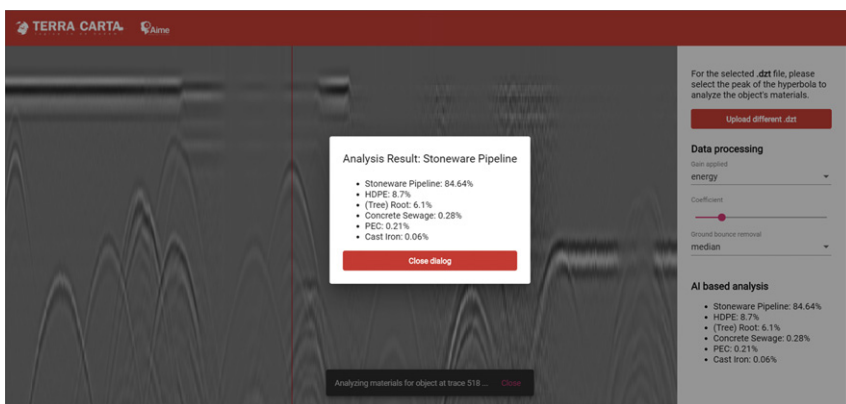 TERRA CARTA
Aime
For the selected .dzt file, please
select the peak of the hyperbola to
analyze the object's materials.
Upload different .dzt
Data processing
Gain applied
energy
Coefficient
Ground bounce removal
median
AI based analysis
• Stoneware Pipeline: 84.64%
• HDPE: 8.7%
• (Tree) Root: 6.1%
• Concrete Sewage: 0.28%
• PEC: 0.21%
• Cast Iron: 0.06%
Analysis Result: Stoneware Pipeline
• Stoneware Pipeline: 84.64%
• HDPE: 8.7%
• (Tree) Root: 6.1%
• Concrete Sewage: 0.28%
• PEC: 0.21%
• Cast Iron: 0.06%
Close dialog
Analyzing materials for object at trace 518 ... Close